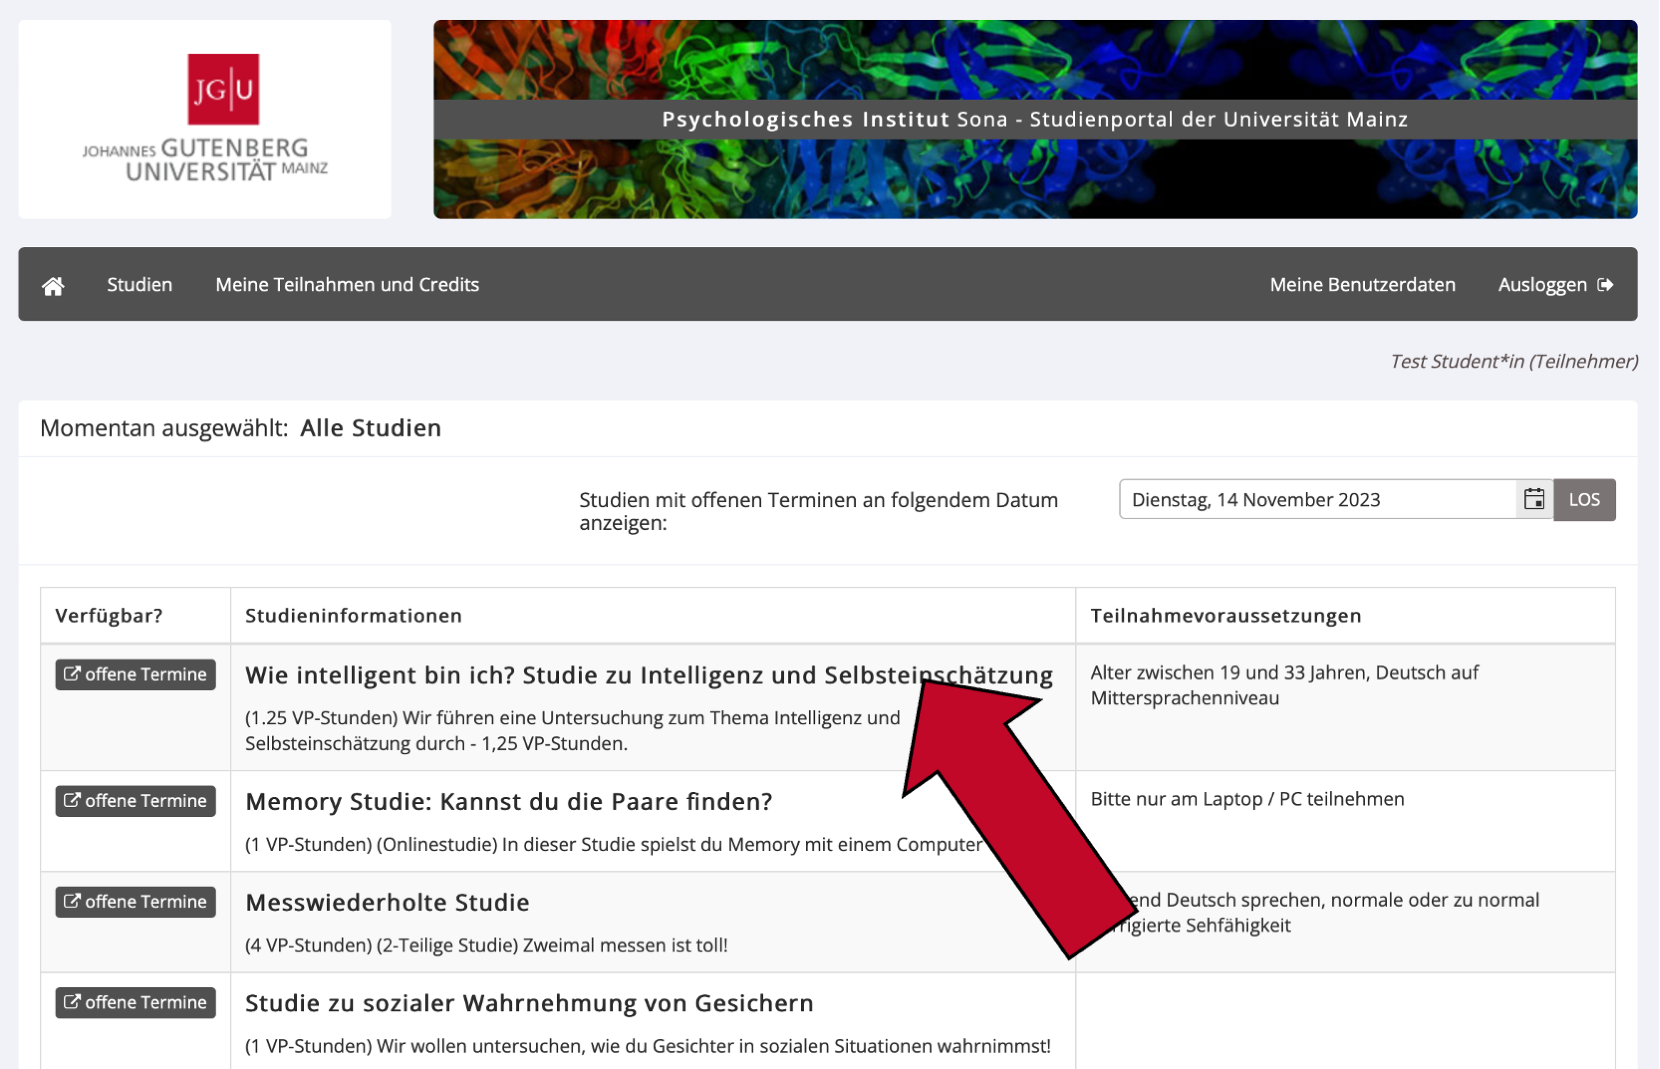 JG|U
JOHANNES GUTENBERG
UNIVERSITÄT MAINZ
Psychologisches Institut Sona - Studienportal der Universität Mainz
Studien
Meine Teilnahmen und Credits
Meine Benutzerdaten
Ausloggen
Test Student*in (Teilnehmer)
Momentan ausgewählt: Alle Studien
Studien mit offenen Terminen an folgendem Datum
anzeigen:
Dienstag, 14 November 2023
LOS
Verfügbar?
Studieninformationen
Teilnahmevoraussetzungen
offene Termine
Wie intelligent bin ich? Studie zu Intelligenz und Selbsteinschätzung
(1.25 VP-Stunden) Wir führen eine Untersuchung zum Thema Intelligenz und
Selbsteinschätzung durch - 1,25 VP-Stunden.
Alter zwischen 19 und 33 Jahren, Deutsch auf
Mittersprachenniveau
offene Termine
Memory Studie: Kannst du die Paare finden?
(1 VP-Stunden) (Onlinestudie) In dieser Studie spielst du Memory mit einem Computer
Bitte nur am Laptop / PC teilnehmen
offene Termine
Messwiederholte Studie
(4 VP-Stunden) (2-Teilige Studie) Zweimal messen ist toll!
Deutsch sprechen, normale oder zu normal
Sehfähigkeit
offene Termine
Studie zu sozialer Wahrnehmung von Gesichern
(1 VP-Stunden) Wir wollen untersuchen, wie du Gesichter in sozialen Situationen wahrnimmst!